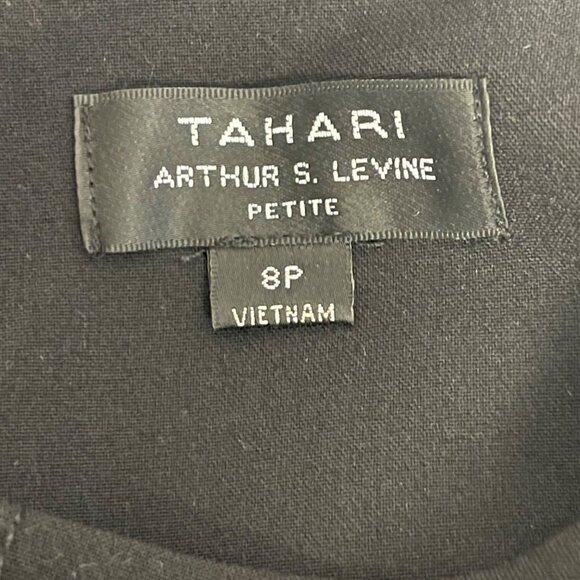 TAHARI
ARTHUR S. LEVINE
PETITE
8P
VIETNAM